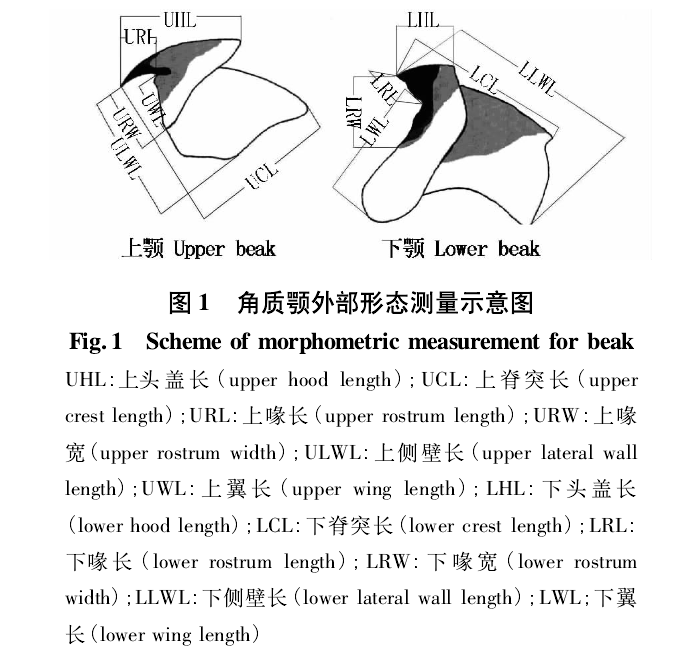 UHL
URL
UWL
URW
ULWL
UCL
LHL
LCL
LLWL
LRL
LRW
LWL
上颚 Upper beak
下颚 Lower beak
图 1 角质颚外部形态测量示意图
Fig. 1 Scheme of morphometric measurement for beak
UHL:上头盖长(upper hood length);UCL:上脊突长(upper
crest length);URL:上喙长(upper rostrum length);URW:上喙
宽(upper rostrum width);ULWL:上侧壁长(upper lateral wall
length);UWL:上翼长(upper wing length);LHL:下头盖长
(lower hood length);LCL:下脊突长(lower crest length);LRL:
下喙长(lower rostrum length);LRW:下喙宽(lower rostrum
width);LLWL:下侧壁长(lower lateral wall length);LWL;下翼
长(lower wing length)